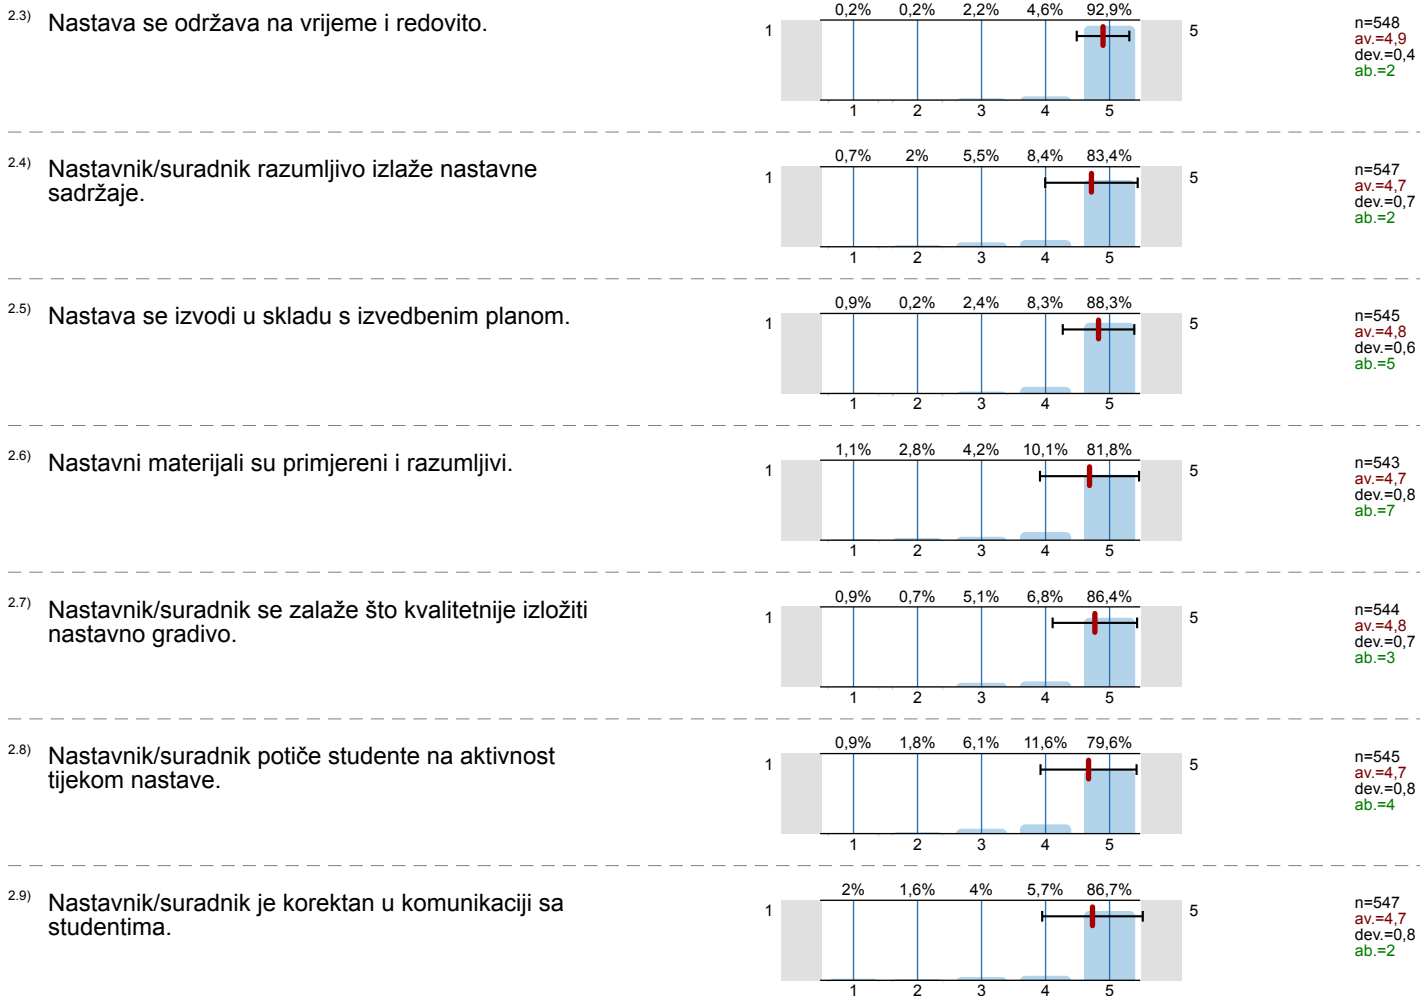 2.3) Nastava se održava na vrijeme i redovito.
0,2% 0,2% 2,2% 4,6% 92,9%
1 5
1 2 3 4 5
n=548
av.=4,9
dev.=0,4
ab.=2
2.4) Nastavnik/suradnik razumljivo izlaže nastavne
sadržaje.
0,7% 2% 5,5% 8,4% 83,4%
1 5
1 2 3 4 5
n=547
av.=4,7
dev.=0,7
ab.=2
2.5) Nastava se izvodi u skladu s izvedbenim planom.
0,9% 0,2% 2,4% 8,3% 88,3%
1 5
1 2 3 4 5
n=545
av.=4,8
dev.=0,6
ab.=5
2.6) Nastavni materijali su primjereni i razumljivi.
1,1% 2,8% 4,2% 10,1% 81,8%
1 5
1 2 3 4 5
n=543
av.=4,7
dev.=0,8
ab.=7
2.7) Nastavnik/suradnik se zalaže što kvalitetnije izložiti
nastavno gradivo.
0,9% 0,7% 5,1% 6,8% 86,4%
1 5
1 2 3 4 5
n=544
av.=4,8
dev.=0,7
ab.=3
2.8) Nastavnik/suradnik potiče studente na aktivnost
tijekom nastave.
0,9% 1,8% 6,1% 11,6% 79,6%
1 5
1 2 3 4 5
n=545
av.=4,7
dev.=0,8
ab.=4
2.9) Nastavnik/suradnik je korektan u komunikaciji sa
studentima.
2% 1,6% 4% 5,7% 86,7%
1 5
1 2 3 4 5
n=547
av.=4,7
dev.=0,8
ab.=2